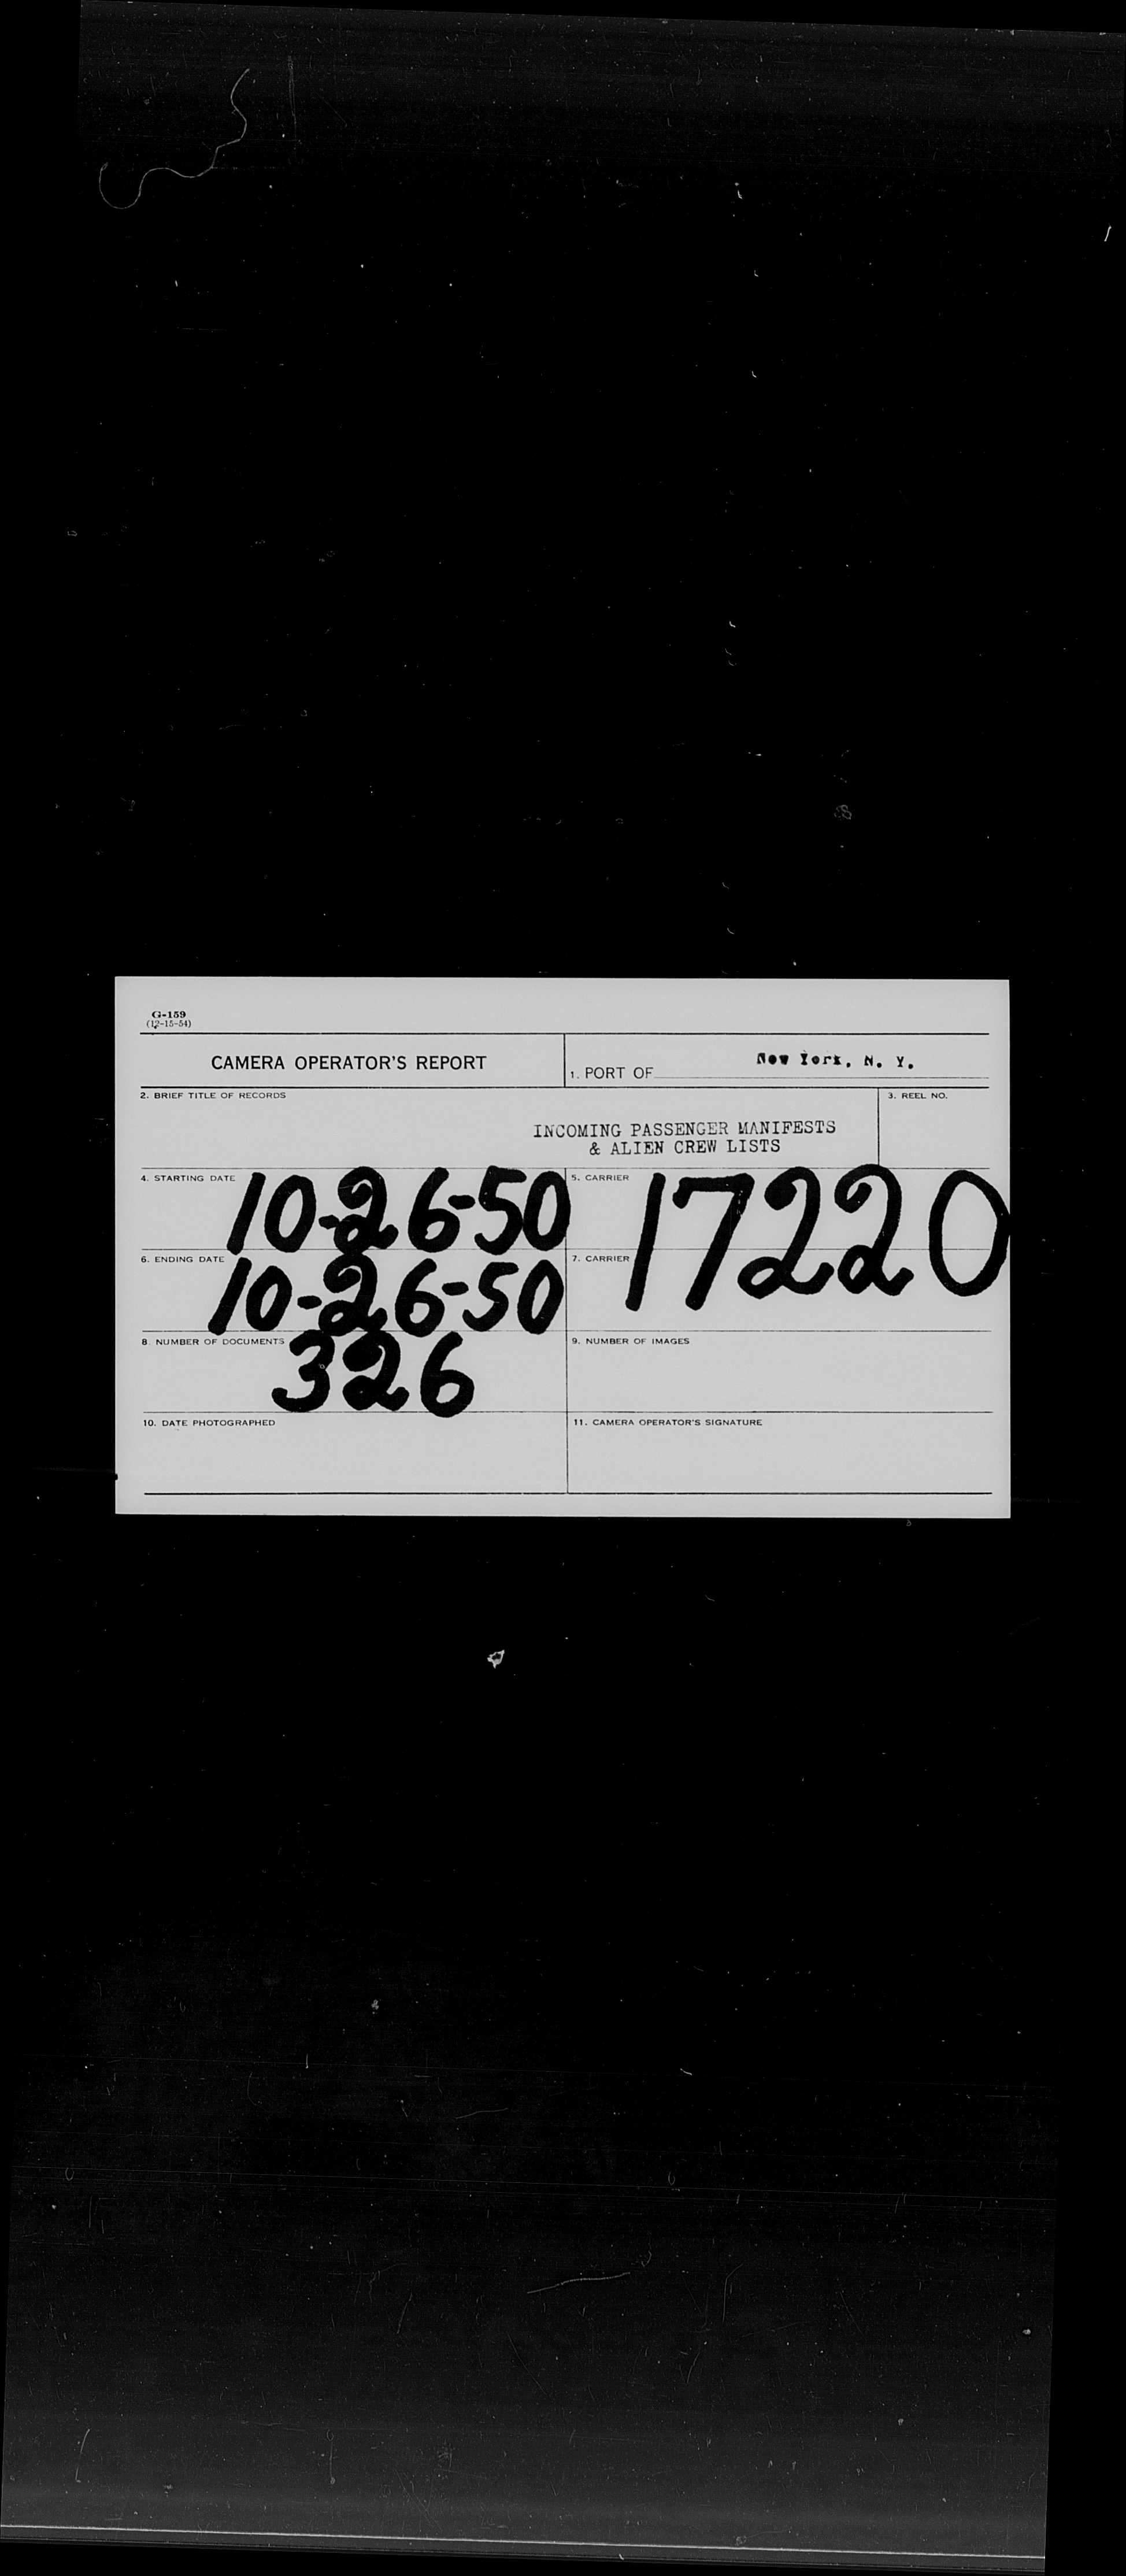 G-159
(12-15-54)
CAMERA OPERATOR'S REPORT
1. PORT OF New York, N. Y.
2. BRIEF TITLE OF RECORDS
3. REEL NO.
INCOMING PASSENGER MANIFESTS
& ALIEN CREW LISTS
4. STARTING DATE 10-26-50
5. CARRIER 17220
6. ENDING DATE 10-26-50
7. CARRIER
8. NUMBER OF DOCUMENTS 326
9. NUMBER OF IMAGES
10. DATE PHOTOGRAPHED
11. CAMERA OPERATOR'S SIGNATURE